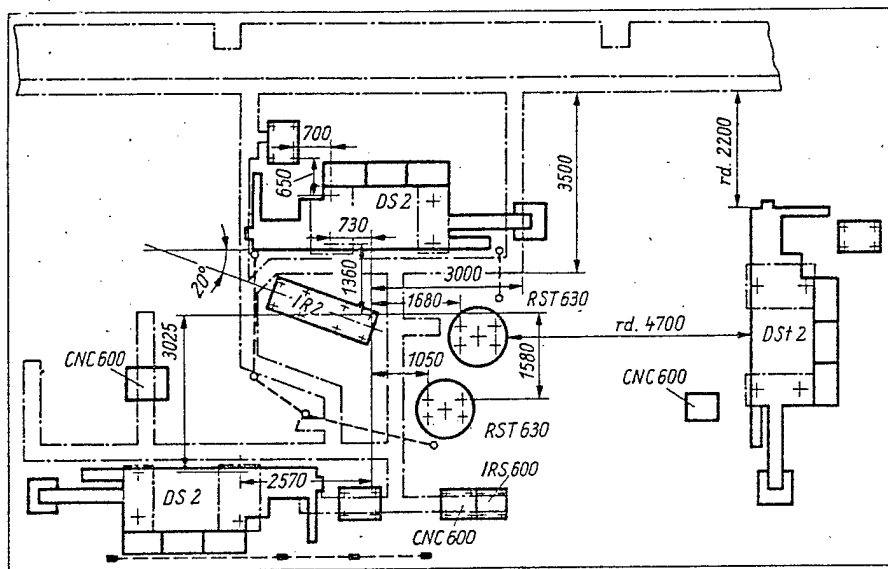 700
650
DS 2
730
3500
rd. 2200
20°
1360
3000
IR2
1680
RST 630
3025
rd. 4700
DSt 2
1580
CNC 600
1050
CNC 600
RST 630
2570
IRS 600
DS 2
CNC 600